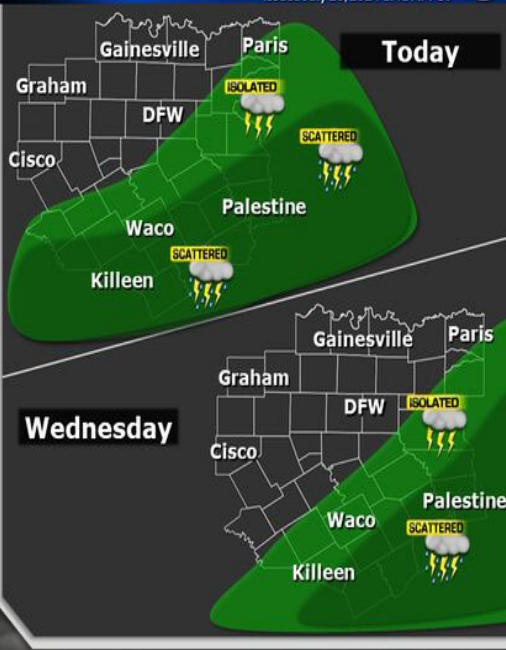 Today
Gainesville
Paris
Graham
ISOLATED
DFW
SCATTERED
Cisco
Palestine
Waco
SCATTERED
Killeen
Wednesday
Gainesville
Paris
Graham
ISOLATED
DFW
Cisco
Palestine
Waco
SCATTERED
Killeen